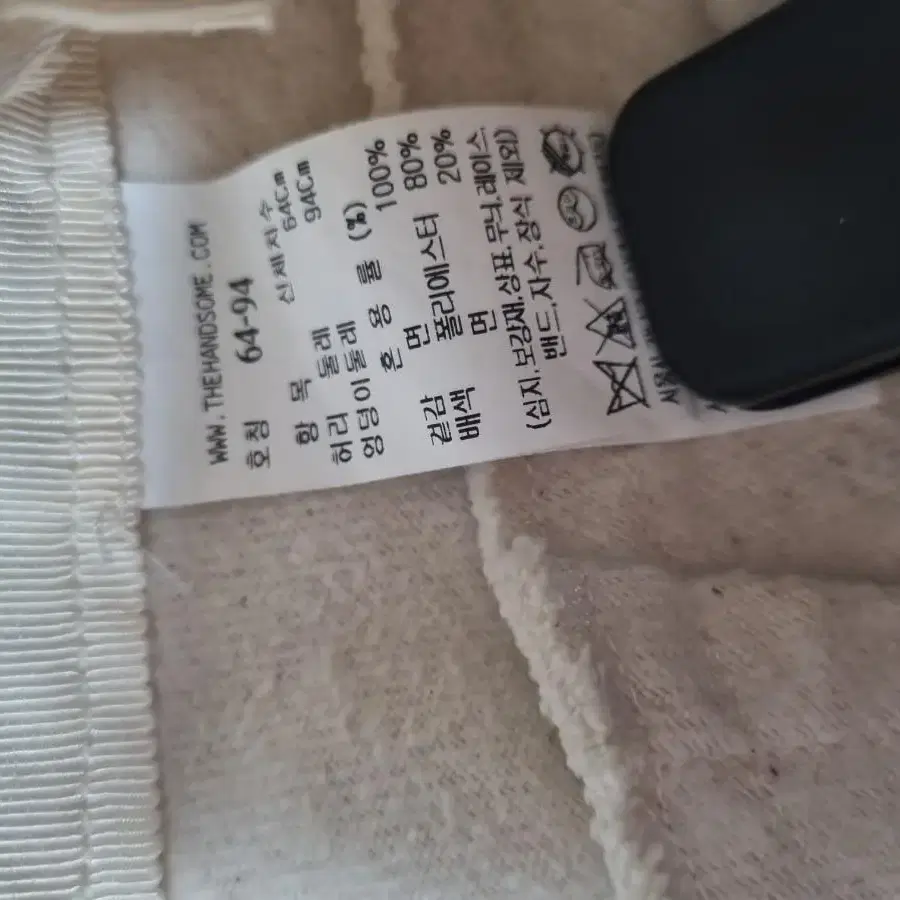 WWW.THEHANDSOME.COM
호칭 64-94
항목 신체치수
허리 둘레 64Cm
엉덩이둘레 94Cm
혼용률 (%)
겉감 면 100%
배색 폴리에스터 80%
면 20%
(심지.보강재.상표.무늬.레이스.
밴드.자수.장식 제외)